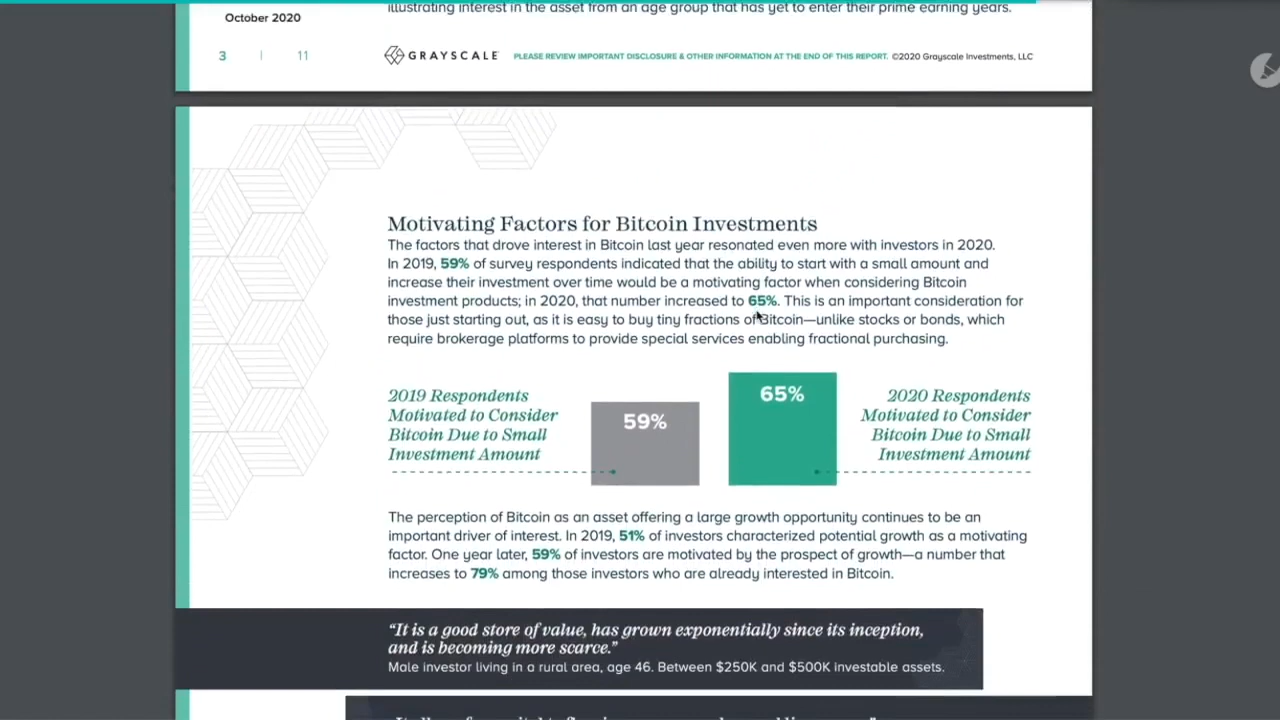 illustrating interest in the asset from an age group that has yet to enter their prime earning years.
October 2020
3 | 11
GRAYSCALE PLEASE REVIEW IMPORTANT DISCLOSURE & OTHER INFORMATION AT THE END OF THIS REPORT. ©2020 Grayscale Investments, LLC
Motivating Factors for Bitcoin Investments
The factors that drove interest in Bitcoin last year resonated even more with investors in 2020.
In 2019, 59% of survey respondents indicated that the ability to start with a small amount and
increase their investment over time would be a motivating factor when considering Bitcoin
investment products; in 2020, that number increased to 65%. This is an important consideration for
those just starting out, as it is easy to buy tiny fractions of Bitcoin—unlike stocks or bonds, which
require brokerage platforms to provide special services enabling fractional purchasing.
2019 Respondents
Motivated to Consider
Bitcoin Due to Small
Investment Amount
59%
65%
2020 Respondents
Motivated to Consider
Bitcoin Due to Small
Investment Amount
The perception of Bitcoin as an asset offering a large growth opportunity continues to be an
important driver of interest. In 2019, 51% of investors characterized potential growth as a motivating
factor. One year later, 59% of investors are motivated by the prospect of growth—a number that
increases to 79% among those investors who are already interested in Bitcoin.
"It is a good store of value, has grown exponentially since its inception,
and is becoming more scarce."
Male investor living in a rural area, age 46. Between $250K and $500K investable assets.